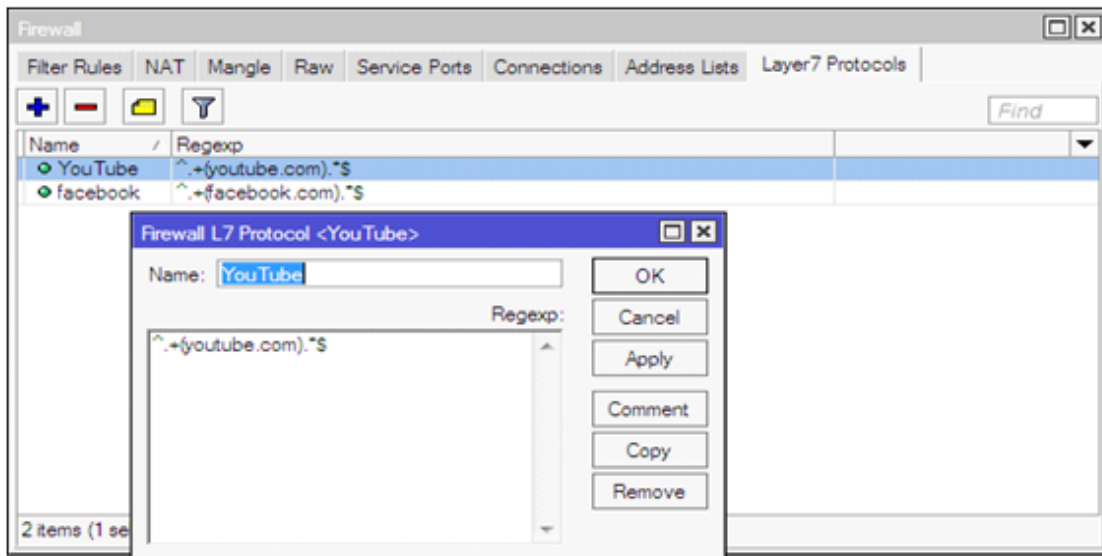 Firewall
Filter Rules NAT Mangle Raw Service Ports Connections Address Lists Layer7 Protocols
Find
Name / Regexp
YouTube ^.+(youtube.com).*$
facebook ^.+(facebook.com).*$
Firewall L7 Protocol <YouTube>
Name: YouTube OK
Regexp: Cancel
^.+(youtube.com).*$
Apply
Comment
Copy
Remove
2 items (1 se